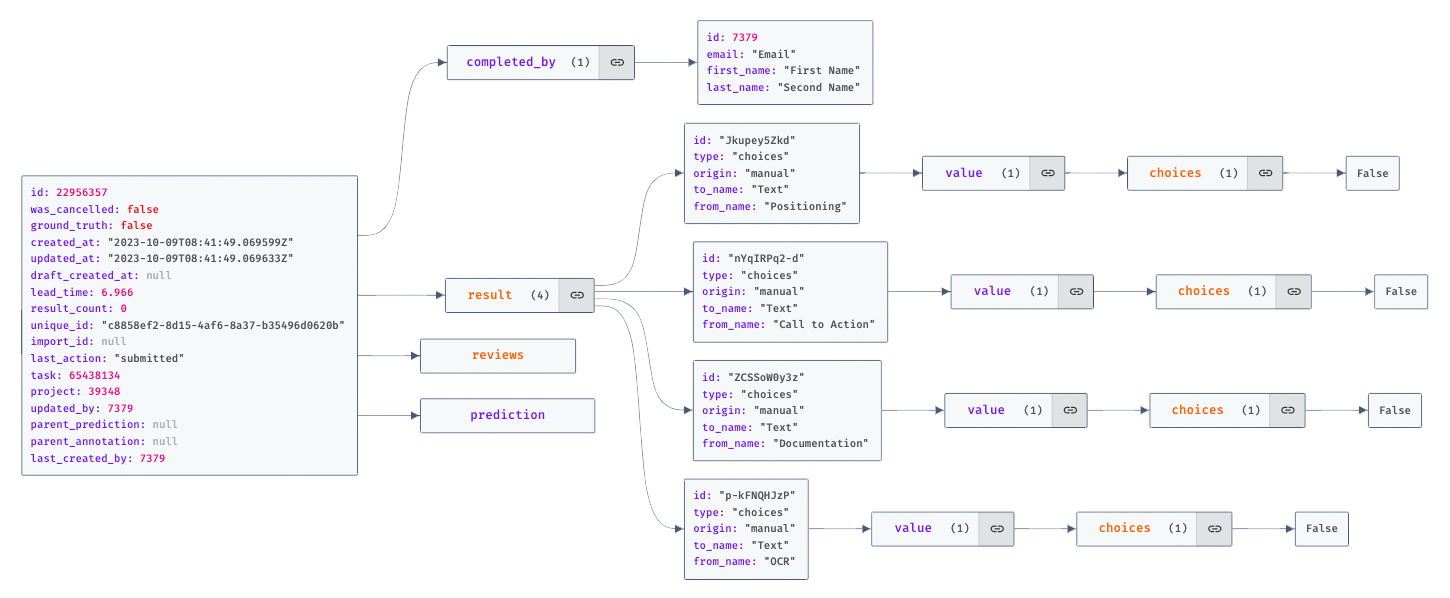 id: 22956357
was_cancelled: false
ground_truth: false
created_at: "2023-10-09T08:41:49.069599Z"
updated_at: "2023-10-09T08:41:49.069633Z"
draft_created_at: null
lead_time: 6.966
result_count: 0
unique_id: "c8858ef2-8d15-4af6-8a37-b35496d0620b"
import_id: null
last_action: "submitted"
task: 65438134
project: 39348
updated_by: 7379
parent_prediction: null
parent_annotation: null
last_created_by: 7379
completed_by (1)
id: 7379
email: "Email"
first_name: "First Name"
last_name: "Second Name"
result (4)
id: "Jkupey5Zkd"
type: "choices"
origin: "manual"
to_name: "Text"
from_name: "Positioning"
value (1)
choices (1)
False
id: "nYqIRPq2-d"
type: "choices"
origin: "manual"
to_name: "Text"
from_name: "Call to Action"
value (1)
choices (1)
False
id: "ZCSSoW0y3z"
type: "choices"
origin: "manual"
to_name: "Text"
from_name: "Documentation"
value (1)
choices (1)
False
id: "p-kFNQHJzP"
type: "choices"
origin: "manual"
to_name: "Text"
from_name: "OCR"
value (1)
choices (1)
False
reviews
prediction